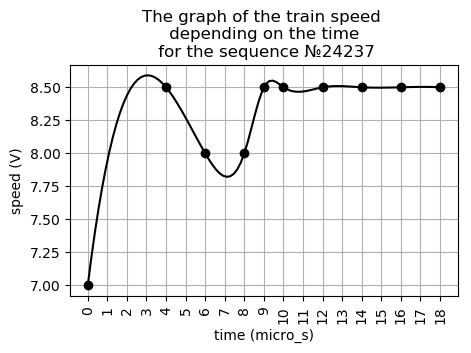 The graph of the train speed
depending on the time
for the sequence №24237
speed (V)
8.50
8.25
8.00
7.75
7.50
7.25
7.00
0 1 2 3 4 5 6 7 8 9 10 11 12 13 14 15 16 17 18
time (micro_s)